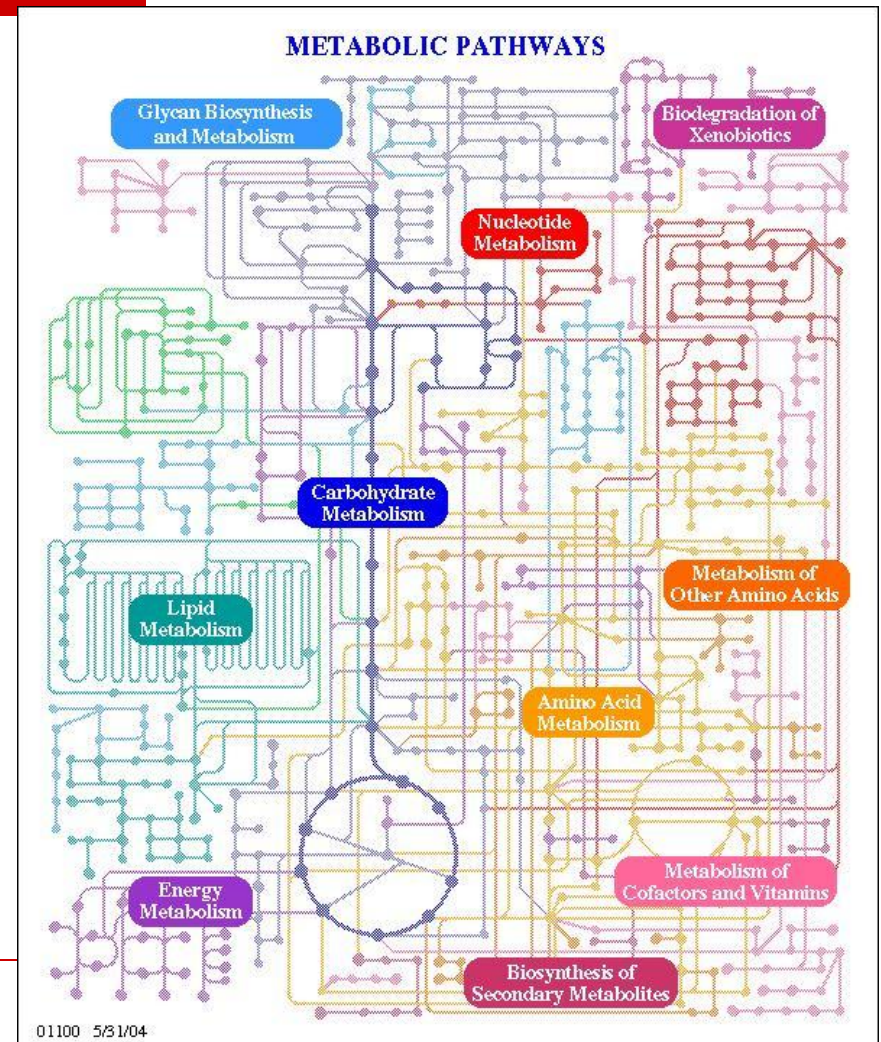 METABOLIC PATHWAYS
Glycan Biosynthesis
and Metabolism
Biodegradation of
Xenobiotics
Nucleotide
Metabolism
Carbohydrate
Metabolism
Metabolism of
Other Amino Acids
Lipid
Metabolism
Amino Acid
Metabolism
Metabolism of
Cofactors and Vitamins
Energy
Metabolism
Biosynthesis of
Secondary Metabolites
01100 5/31/04